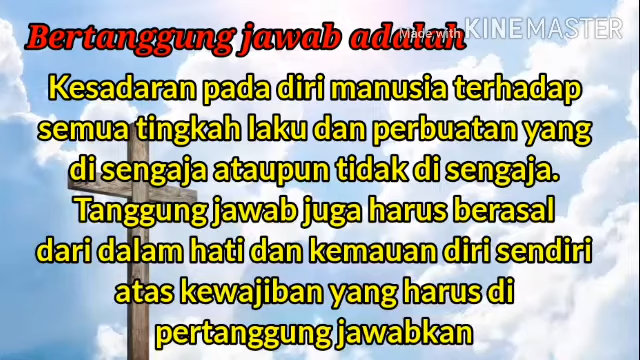 Bertanggung jawab adalah
Made with KINEMASTER
Kesadaran pada diri manusia terhadap
semua tingkah laku dan perbuatan yang
di sengaja ataupun tidak di sengaja.
Tanggung jawab juga harus berasal
dari dalam hati dan kemauan diri sendiri
atas kewajiban yang harus di
pertanggung jawabkan